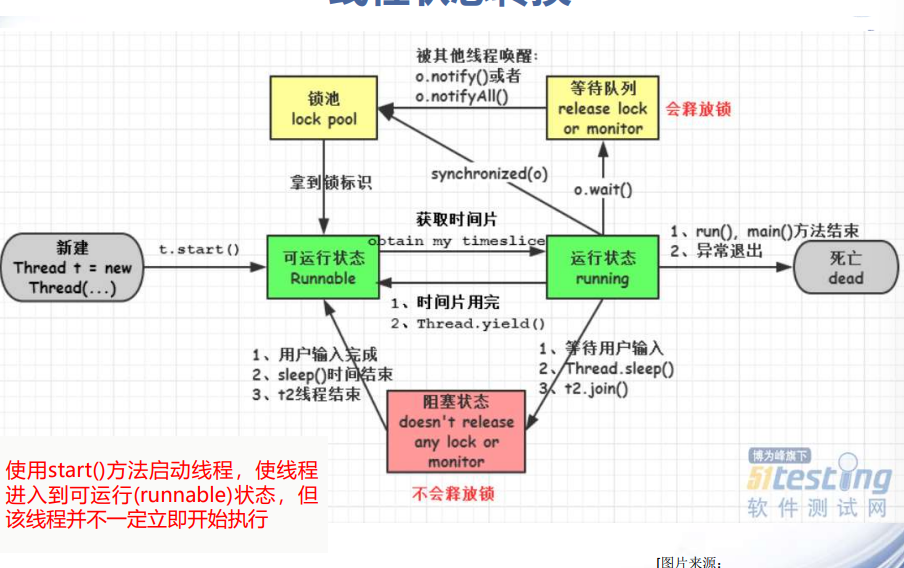 线程状态转换
被其他线程唤醒:
o.notify()或者
o.notifyAll()
锁池
lock pool
等待队列
release lock
or monitor
会释放锁
拿到锁标识
synchronized(o)
o.wait()
新建
Thread t = new
Thread(...)
t.start()
可运行状态
Runnable
获取时间片
obtain my timeslice
运行状态
running
1、run(), main()方法结束
2、异常退出
死亡
dead
1、时间片用完
2、Thread.yield()
1、用户输入完成
2、sleep()时间结束
3、t2线程结束
1、等待用户输入
2、Thread.sleep()
3、t2.join()
阻塞状态
doesn't release
any lock or
monitor
不会释放锁
使用start()方法启动线程，使线程
进入到可运行(runnable)状态，但
该线程并不一定立即开始执行
博为峰旗下
51testing
软件测试网
[图片来源：